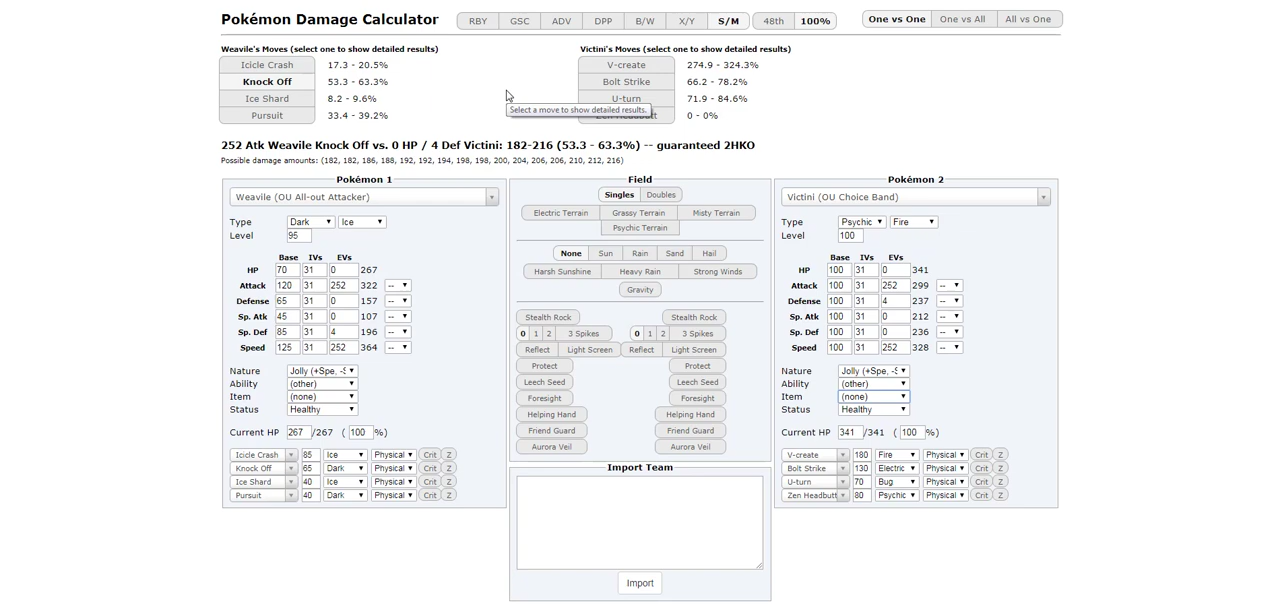 Pokémon Damage Calculator RBY GSC ADV DPP B/W X/Y S/M 48th 100% One vs One One vs All All vs One
Weavile's Moves (select one to show detailed results)
Icicle Crash 17.3 - 20.5%
Knock Off 53.3 - 63.3%
Ice Shard 8.2 - 9.6%
Pursuit 33.4 - 39.2%
Victini's Moves (select one to show detailed results)
V-create 274.9 - 324.3%
Bolt Strike 66.2 - 78.2%
U-turn 71.9 - 84.6%
Zen Headbutt 0 - 0%
Select a move to show detailed results.
252 Atk Weavile Knock Off vs. 0 HP / 4 Def Victini: 182-216 (53.3 - 63.3%) -- guaranteed 2HKO
Possible damage amounts: (182, 182, 186, 188, 192, 192, 194, 198, 198, 200, 204, 206, 206, 210, 212, 216)
Pokémon 1
Weavile (OU All-out Attacker)
Type Dark Ice
Level 95
Base IVs EVs
HP 70 31 0 267
Attack 120 31 252 322 --
Defense 65 31 0 157 --
Sp. Atk 45 31 0 107 --
Sp. Def 85 31 4 196 --
Speed 125 31 252 364 --
Nature Jolly (+Spe, -S
Ability (other)
Item (none)
Status Healthy
Current HP 267 /267 ( 100 %)
Icicle Crash 85 Ice Physical Crit Z
Knock Off 65 Dark Physical Crit Z
Ice Shard 40 Ice Physical Crit Z
Pursuit 40 Dark Physical Crit Z
Field
Singles Doubles
Electric Terrain Grassy Terrain Misty Terrain
Psychic Terrain
None Sun Rain Sand Hail
Harsh Sunshine Heavy Rain Strong Winds
Gravity
Stealth Rock Stealth Rock
0 1 2 3 Spikes 0 1 2 3 Spikes
Reflect Light Screen Reflect Light Screen
Protect Protect
Leech Seed Leech Seed
Foresight Foresight
Helping Hand Helping Hand
Friend Guard Friend Guard
Aurora Veil Aurora Veil
Import Team
Import
Pokémon 2
Victini (OU Choice Band)
Type Psychic Fire
Level 100
Base IVs EVs
HP 100 31 0 341
Attack 100 31 252 299 --
Defense 100 31 4 237 --
Sp. Atk 100 31 0 212 --
Sp. Def 100 31 0 236 --
Speed 100 31 252 328 --
Nature Jolly (+Spe, -S
Ability (other)
Item (none)
Status Healthy
Current HP 341 /341 ( 100 %)
V-create 180 Fire Physical Crit Z
Bolt Strike 130 Electric Physical Crit Z
U-turn 70 Bug Physical Crit Z
Zen Headbutt 80 Psychic Physical Crit Z